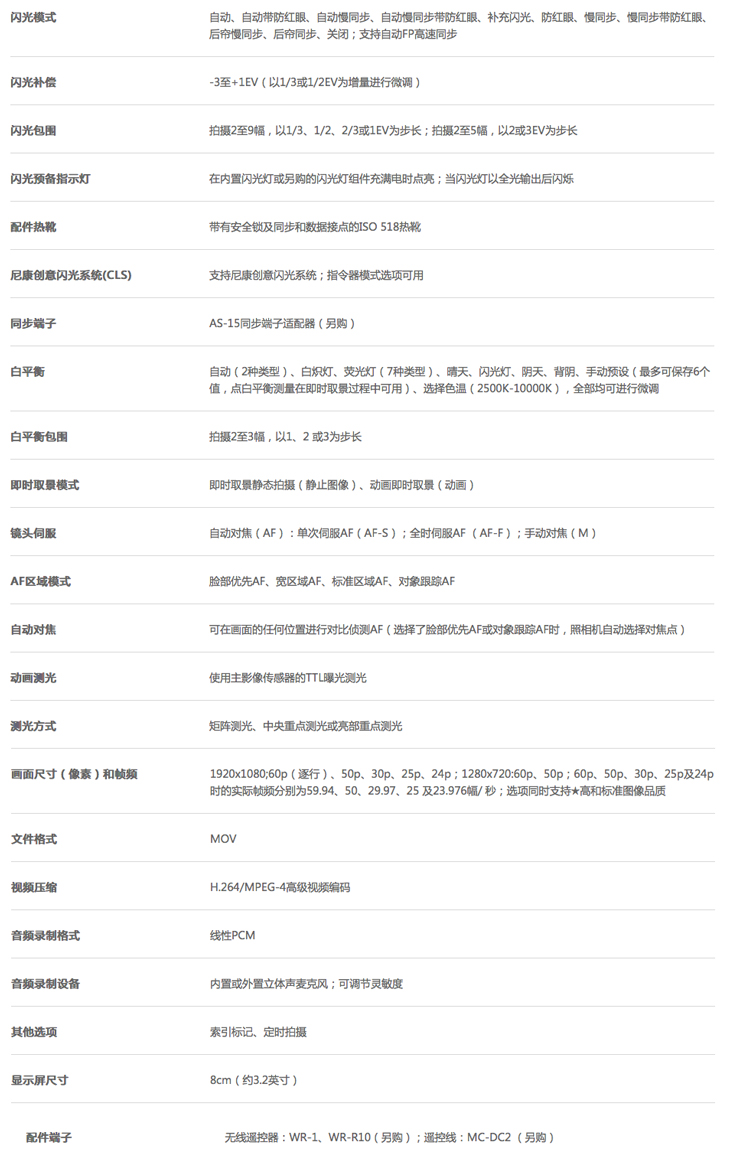 闪光模式
自动、自动带防红眼、自动慢同步、自动慢同步带防红眼、补充闪光、防红眼、慢同步、慢同步带防红眼、
后帘慢同步、后帘同步、关闭；支持自动FP高速同步
闪光补偿
-3至+1EV（以1/3或1/2EV为增量进行微调）
闪光包围
拍摄2至9幅，以1/3、1/2、2/3或1EV为步长；拍摄2至5幅，以2或3EV为步长
闪光预备指示灯
在内置闪光灯或另购的闪光灯组件充满电时点亮；当闪光灯以全光输出后闪烁
配件热靴
带有安全锁及同步和数据接点的ISO 518热靴
尼康创意闪光系统(CLS)
支持尼康创意闪光系统；指令器模式选项可用
同步端子
AS-15同步端子适配器（另购）
白平衡
自动（2种类型）、白炽灯、荧光灯（7种类型）、晴天、闪光灯、阴天、背阴、手动预设（最多可保存6个
值，点白平衡测量在即时取景过程中可用）、选择色温（2500K-10000K），全部均可进行微调
白平衡包围
拍摄2至3幅，以1、2 或3为步长
即时取景模式
即时取景静态拍摄（静止图像）、动画即时取景（动画）
镜头伺服
自动对焦（AF）：单次伺服AF（AF-S）；全时伺服AF （AF-F）；手动对焦（M ）
AF区域模式
脸部优先AF、宽区域AF、标准区域AF、对象跟踪AF
自动对焦
可在画面的任何位置进行对比侦测AF（选择了脸部优先AF或对象跟踪AF时，照相机自动选择对焦点）
动画测光
使用主影像传感器的TTL曝光测光
测光方式
矩阵测光、中央重点测光或亮部重点测光
画面尺寸（像素）和帧频
1920x1080;60p（逐行）、50p、30p、25p、24p；1280x720:60p、50p；60p、50p、30p、25p及24p
时的实际帧频分别为59.94、50、29.97、25 及23.976幅/ 秒；选项同时支持★高和标准图像品质
文件格式
MOV
视频压缩
H.264/MPEG-4高级视频编码
音频录制格式
线性PCM
音频录制设备
内置或外置立体声麦克风；可调节灵敏度
其他选项
索引标记、定时拍摄
显示屏尺寸
8cm（约3.2英寸）
配件端子
无线遥控器：WR-1、WR-R10（另购）；遥控线：MC-DC2 （另购）